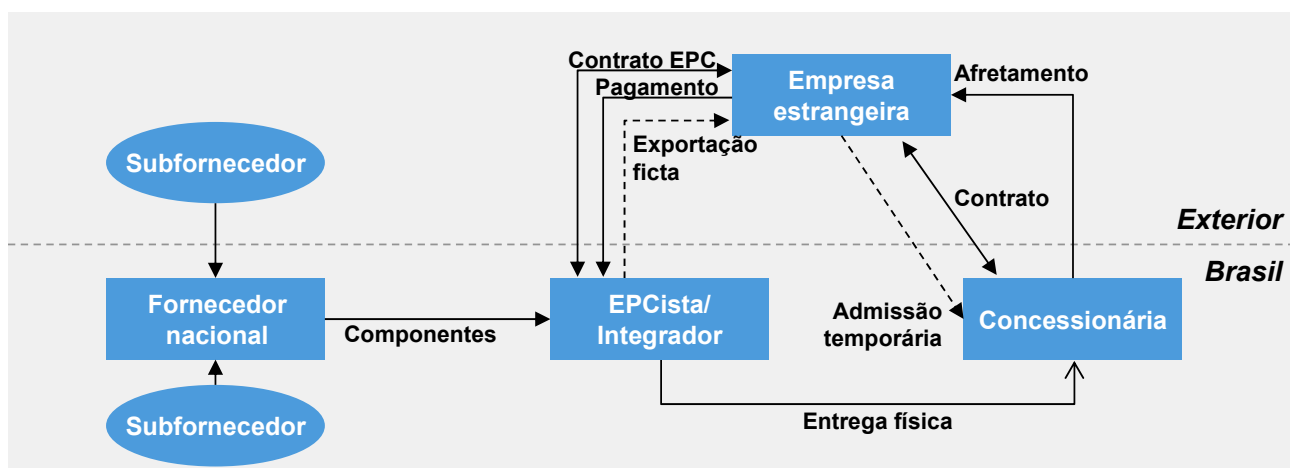 Contrato EPC
Pagamento
Empresa
estrangeira
Afretamento
Exportação
ficta
Subfornecedor
Contrato
Exterior
Brasil
Fornecedor
nacional
Componentes
EPCista/
Integrador
Admissão
temporária
Concessionária
Entrega física
Subfornecedor